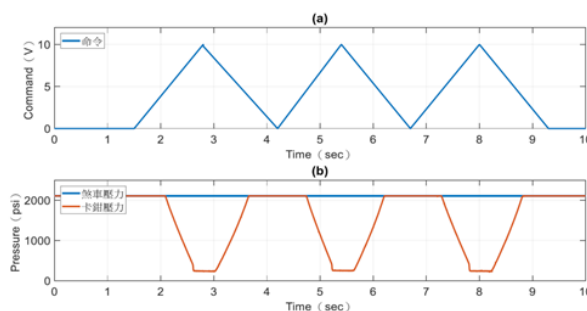 (a)
命令
Command（V）
10
5
0
0 1 2 3 4 5 6 7 8 9 10
Time（sec）
(b)
煞車壓力
卡鉗壓力
Pressure（psi）
2000
1000
0
0 1 2 3 4 5 6 7 8 9 10
Time（sec）